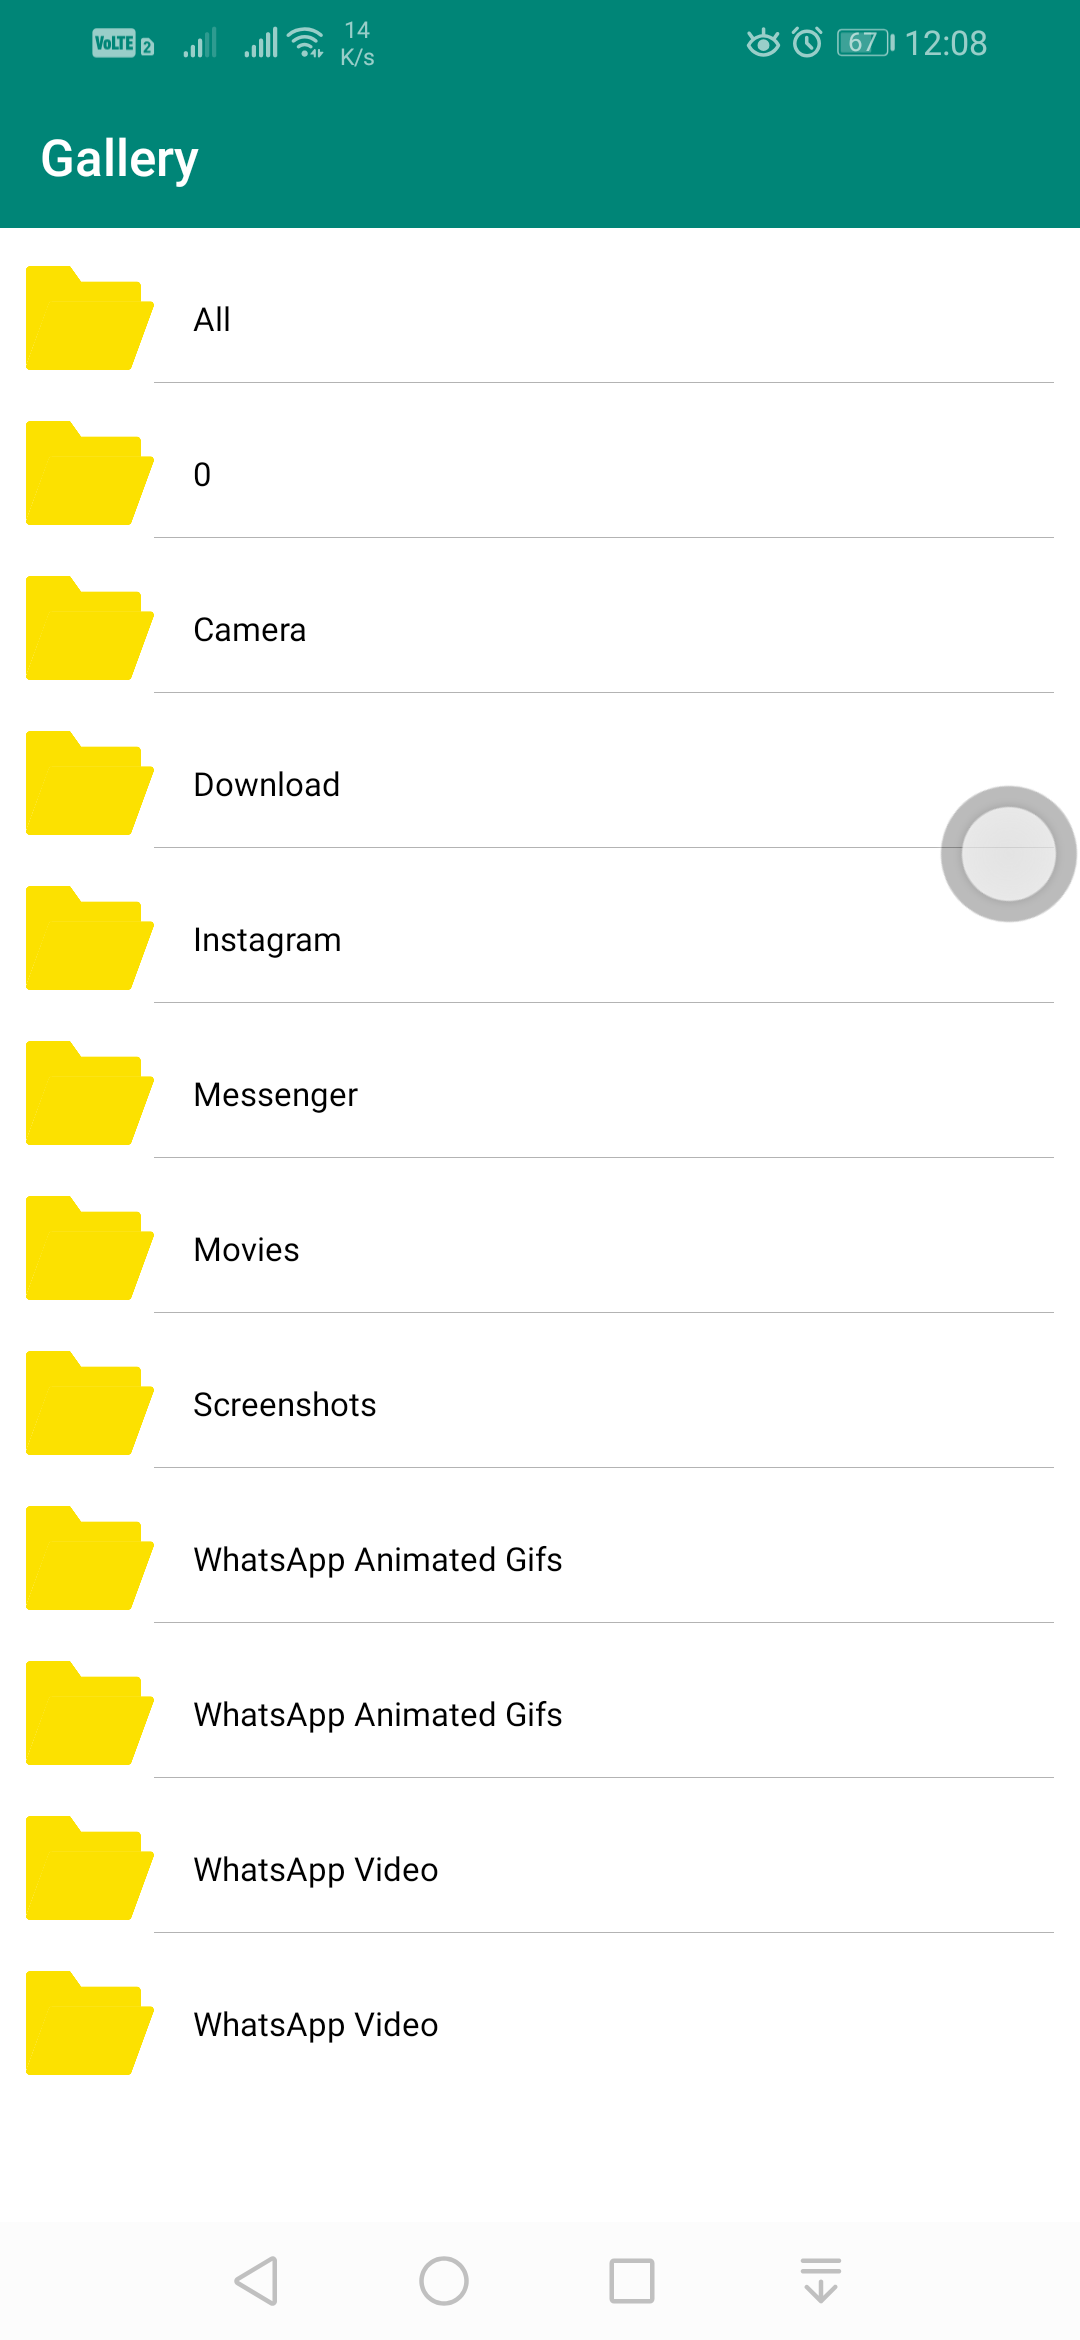 VoLTE 2 14 K/s 67 12:08
Gallery
All
0
Camera
Download
Instagram
Messenger
Movies
Screenshots
WhatsApp Animated Gifs
WhatsApp Animated Gifs
WhatsApp Video
WhatsApp Video